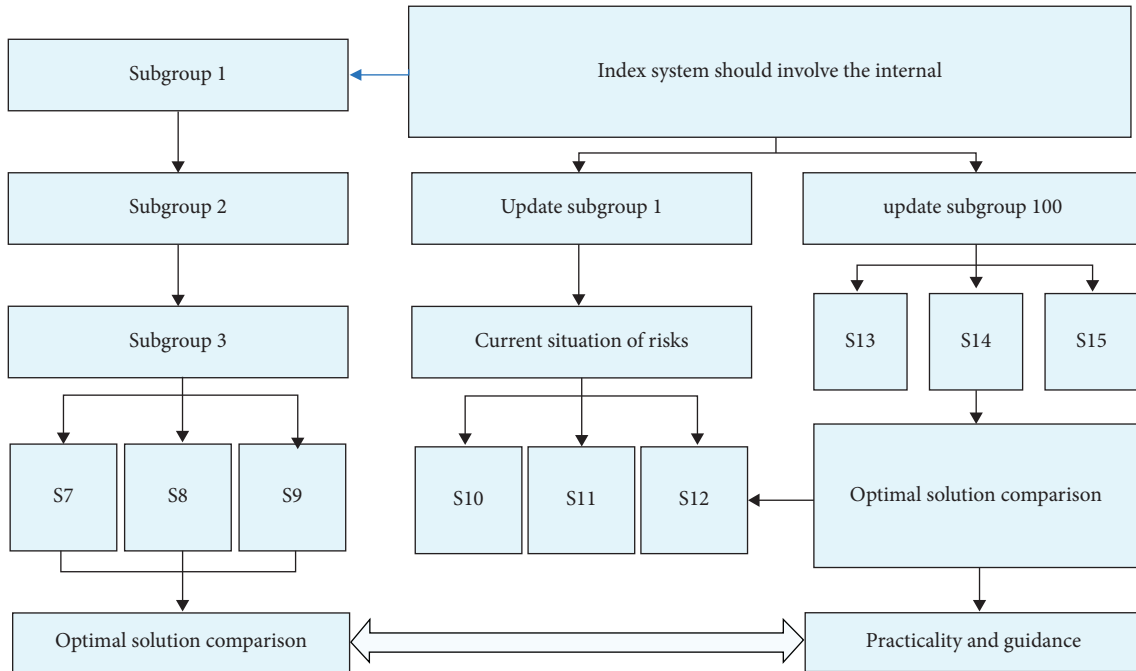 Subgroup 1
Index system should involve the internal
Subgroup 2
Update subgroup 1
update subgroup 100
Subgroup 3
Current situation of risks
S13
S14
S15
S7
S8
S9
S10
S11
S12
Optimal solution comparison
Optimal solution comparison
Practicality and guidance